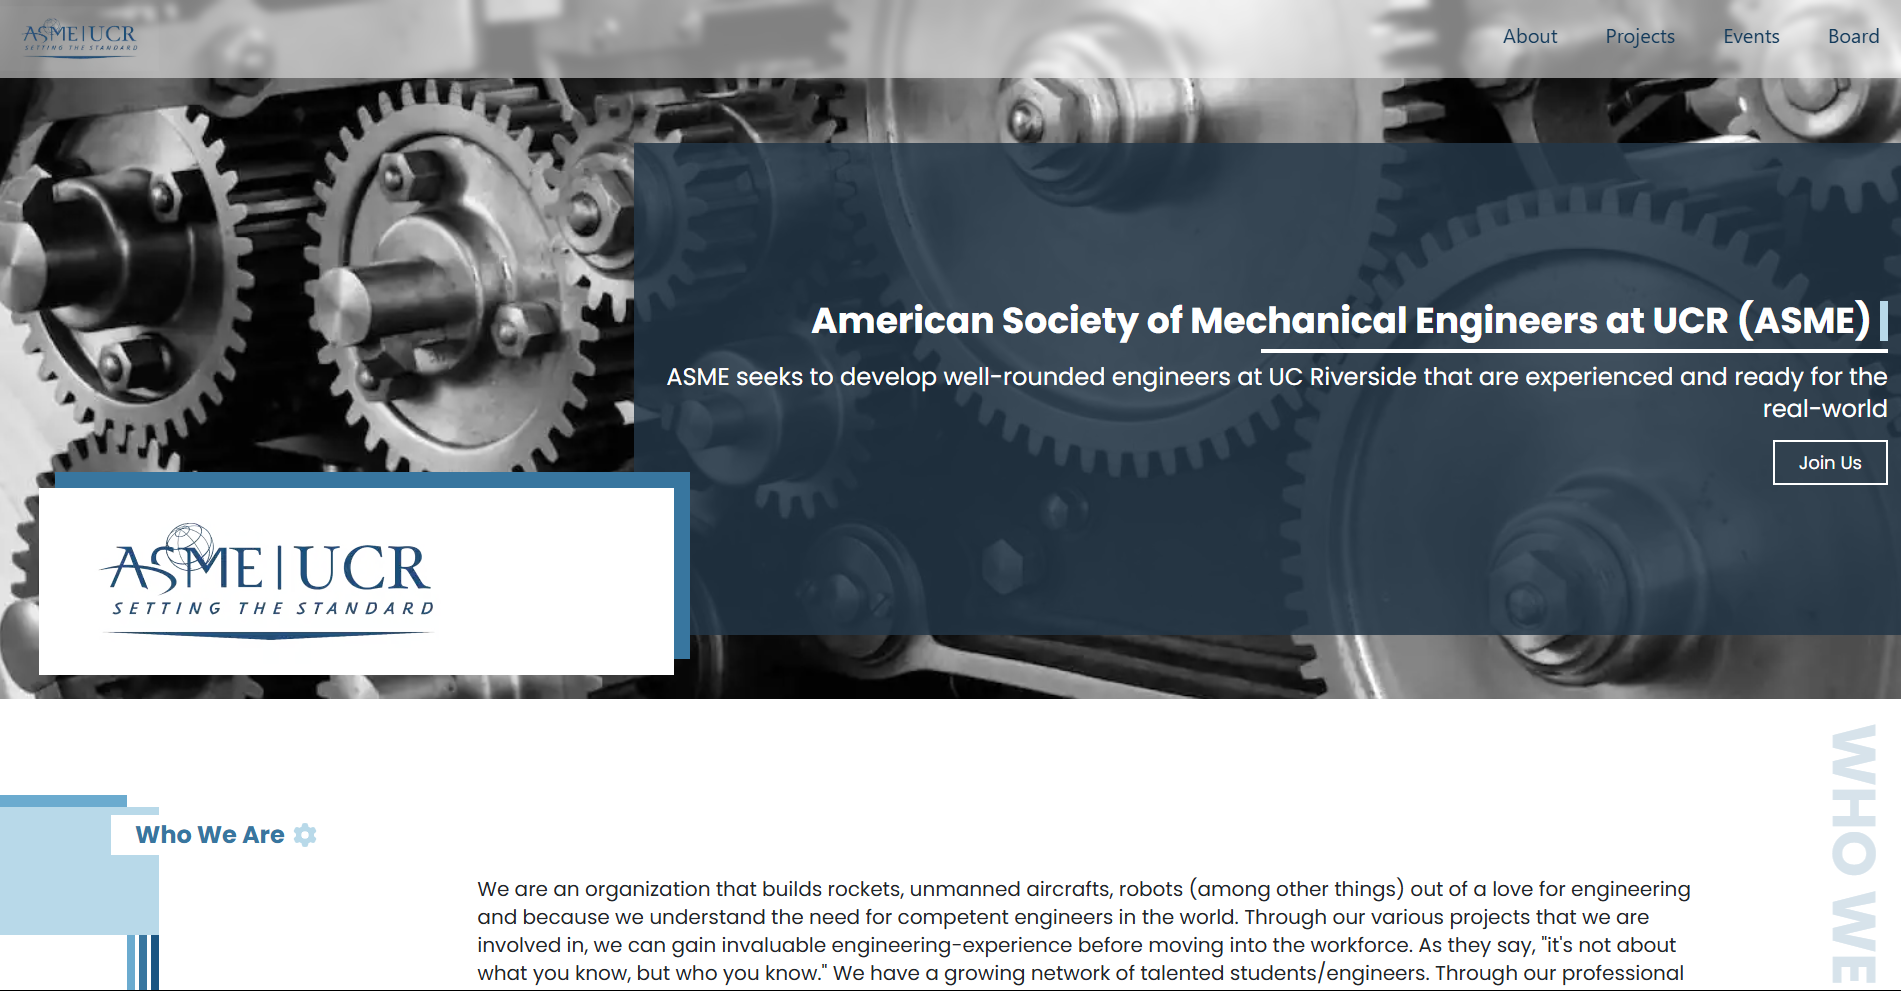 ASME|UCR
SETTING THE STANDARD
About Projects Events Board
American Society of Mechanical Engineers at UCR (ASME)
ASME seeks to develop well-rounded engineers at UC Riverside that are experienced and ready for the
real-world
Join Us
ASME|UCR
SETTING THE STANDARD
WHO WE
Who We Are
We are an organization that builds rockets, unmanned aircrafts, robots (among other things) out of a love for engineering
and because we understand the need for competent engineers in the world. Through our various projects that we are
involved in, we can gain invaluable engineering-experience before moving into the workforce. As they say, "it's not about
what you know, but who you know." We have a growing network of talented students/engineers. Through our professional